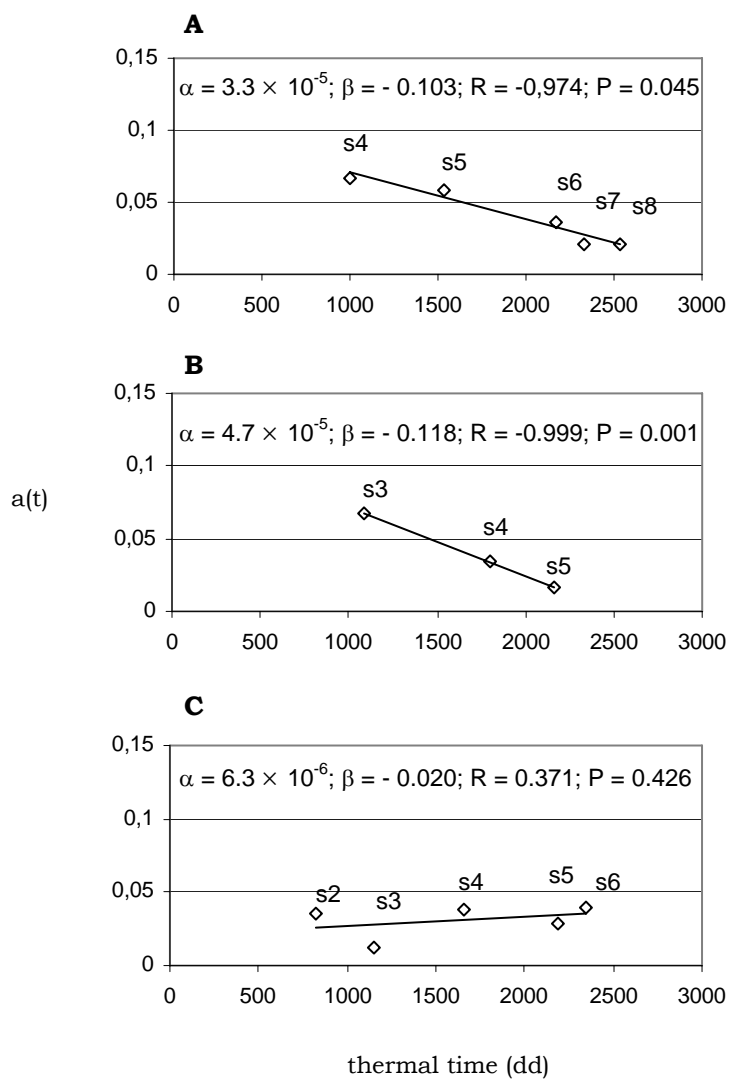 A
0,15
α = 3.3 × 10-5; β = - 0.103; R = -0,974; P = 0.045
0,1
s4
s5
s6
0,05
s7 s8
0
0 500 1000 1500 2000 2500 3000
B
0,15
α = 4.7 × 10-5; β = - 0.118; R = -0.999; P = 0.001
0,1
a(t)
s3
s4
0,05
s5
0
0 500 1000 1500 2000 2500 3000
C
0,15
α = 6.3 × 10-6; β = - 0.020; R = 0.371; P = 0.426
0,1
0,05
s2 s3 s4 s5 s6
0
0 500 1000 1500 2000 2500 3000
thermal time (dd)